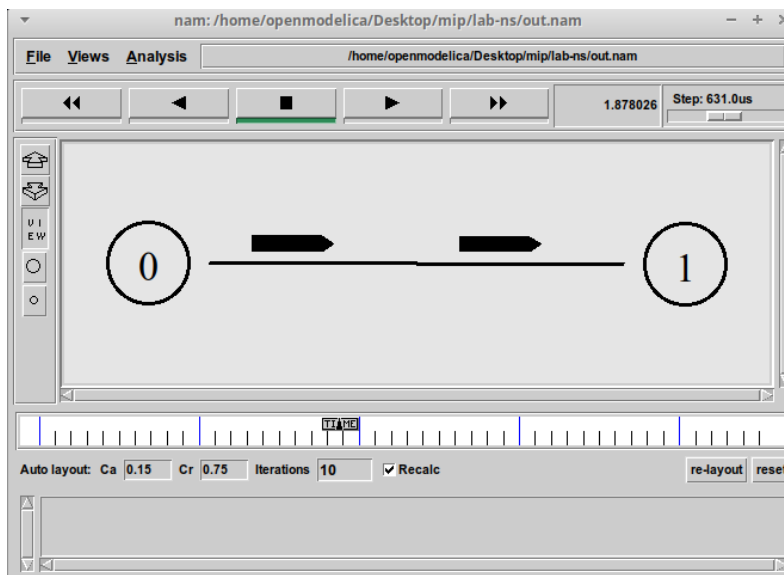 nam: /home/openmodelica/Desktop/mip/lab-ns/out.nam
File Views Analysis /home/openmodelica/Desktop/mip/lab-ns/out.nam
1.878026 Step: 631.0us
V I
E W
0 1
TIME
Auto layout: Ca 0.15 Cr 0.75 Iterations 10 Recalc re-layout reset